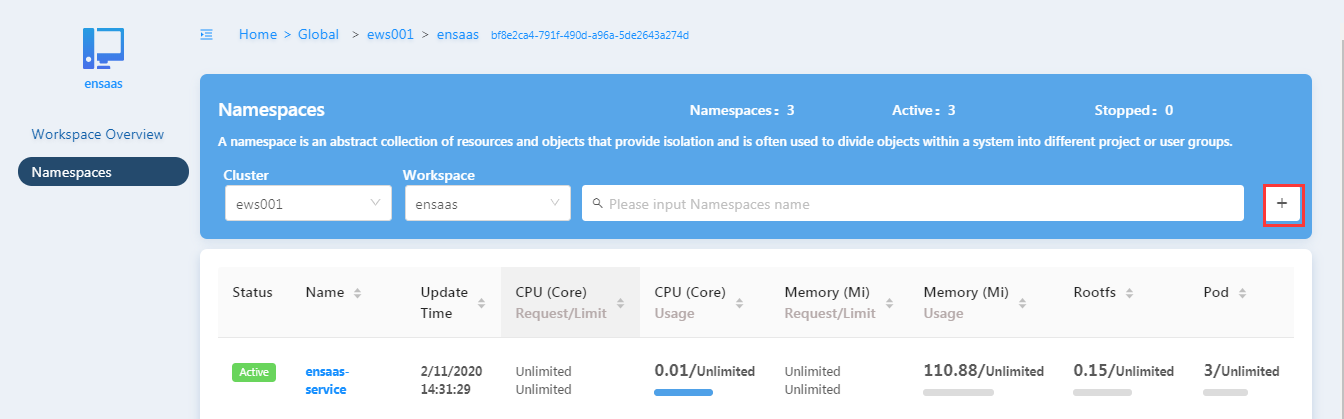 Home > Global > ews001 > ensaas bf8e2ca4-791f-490d-a96a-5de2643a274d
ensaas
Workspace Overview
Namespaces
Namespaces
Namespaces: 3
Active: 3
Stopped: 0
A namespace is an abstract collection of resources and objects that provide isolation and is often used to divide objects within a system into different project or user groups.
Cluster
Workspace
ews001
ensaas
Please input Namespaces name
+
Status
Name
Update
Time
CPU (Core)
Request/Limit
CPU (Core)
Usage
Memory (Mi)
Request/Limit
Memory (Mi)
Usage
Rootfs
Pod
Active
ensaas-
service
2/11/2020
14:31:29
Unlimited
Unlimited
0.01/Unlimited
Unlimited
Unlimited
110.88/Unlimited
0.15/Unlimited
3/Unlimited